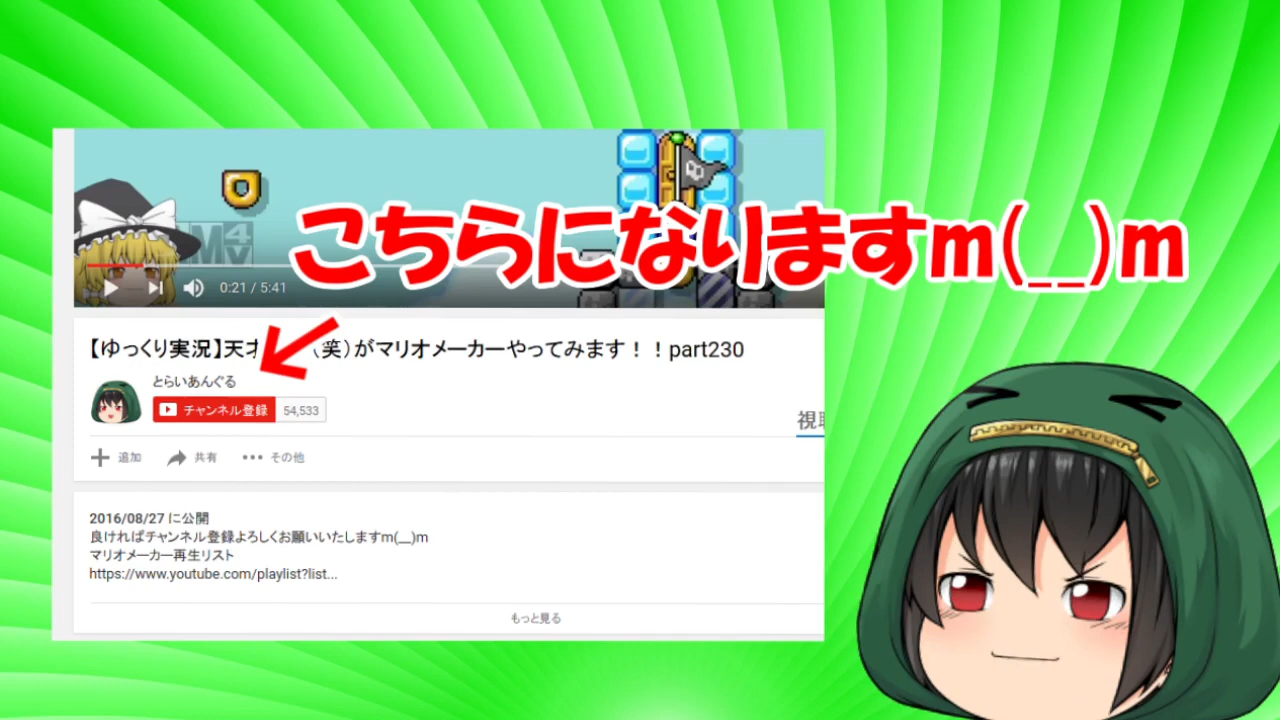 こちらになりますm(__)m
0:21 / 5:41
【ゆっくり実況】天才 （笑）がマリオメーカーやってみます！！part230
とらいあんぐる
チャンネル登録 54,533
視聴
追加 共有 その他
2016/08/27 に公開
良ければチャンネル登録よろしくお願いいたしますm(__)m
マリオメーカー再生リスト
https://www.youtube.com/playlist?list...
もっと見る